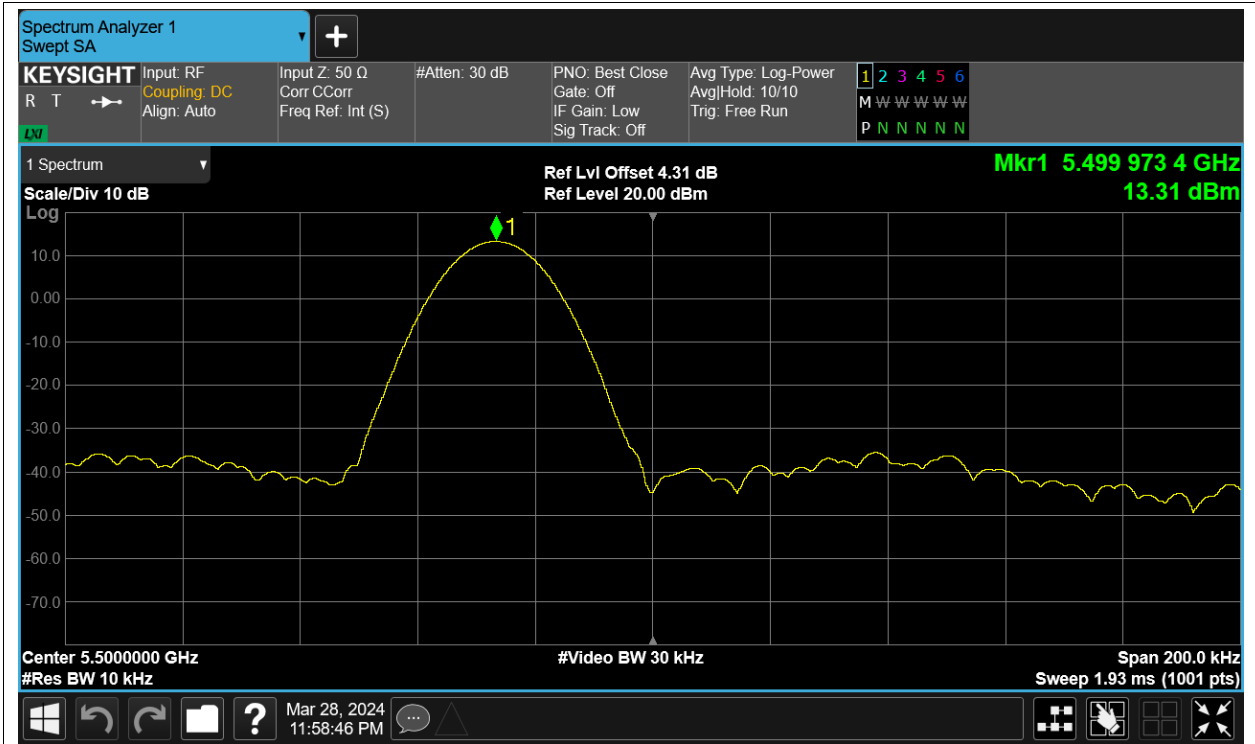 Spectrum Analyzer 1
Swept SA
KEYSIGHT
R T
LXI
Input: RF
Coupling: DC
Align: Auto
Input Z: 50 Ω
Corr CCorr
Freq Ref: Int (S)
#Atten: 30 dB
PNO: Best Close
Gate: Off
IF Gain: Low
Sig Track: Off
Avg Type: Log-Power
Avg|Hold: 10/10
Trig: Free Run
1 2 3 4 5 6
M W W W W W W
P N N N N N
1 Spectrum
Scale/Div 10 dB
Ref Lvl Offset 4.31 dB
Ref Level 20.00 dBm
Mkr1 5.499 973 4 GHz
13.31 dBm
Log
1
10.0
0.00
-10.0
-20.0
-30.0
-40.0
-50.0
-60.0
-70.0
Center 5.5000000 GHz
#Res BW 10 kHz
#Video BW 30 kHz
Span 200.0 kHz
Sweep 1.93 ms (1001 pts)
?
Mar 28, 2024
11:58:46 PM